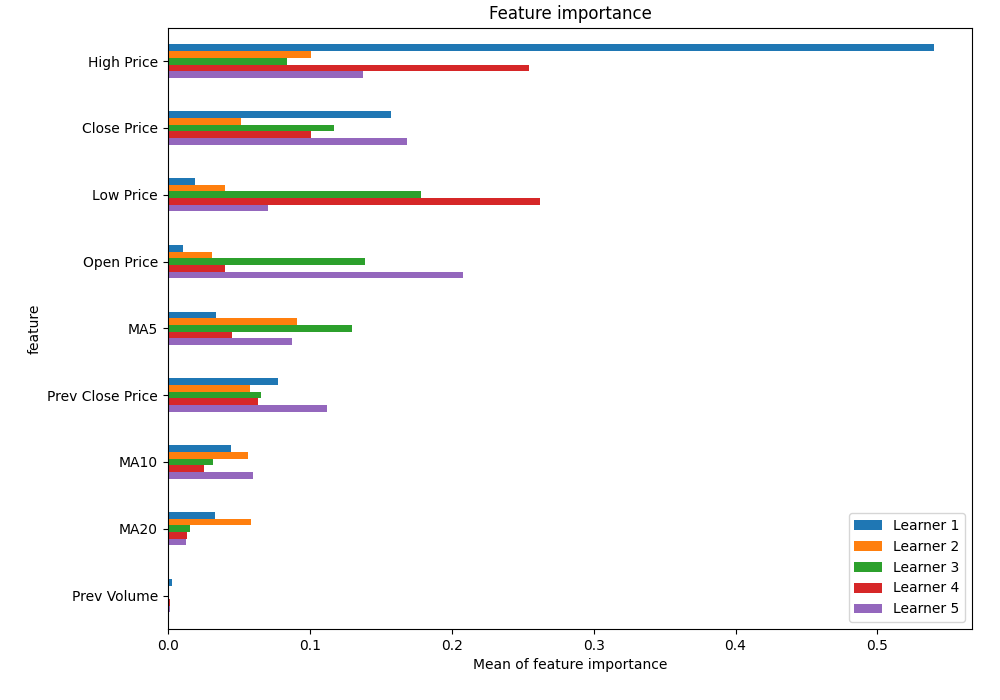 Feature importance
High Price
Close Price
Low Price
Open Price
MA5
Prev Close Price
MA10
MA20
Prev Volume
feature
Learner 1
Learner 2
Learner 3
Learner 4
Learner 5
0.0 0.1 0.2 0.3 0.4 0.5
Mean of feature importance